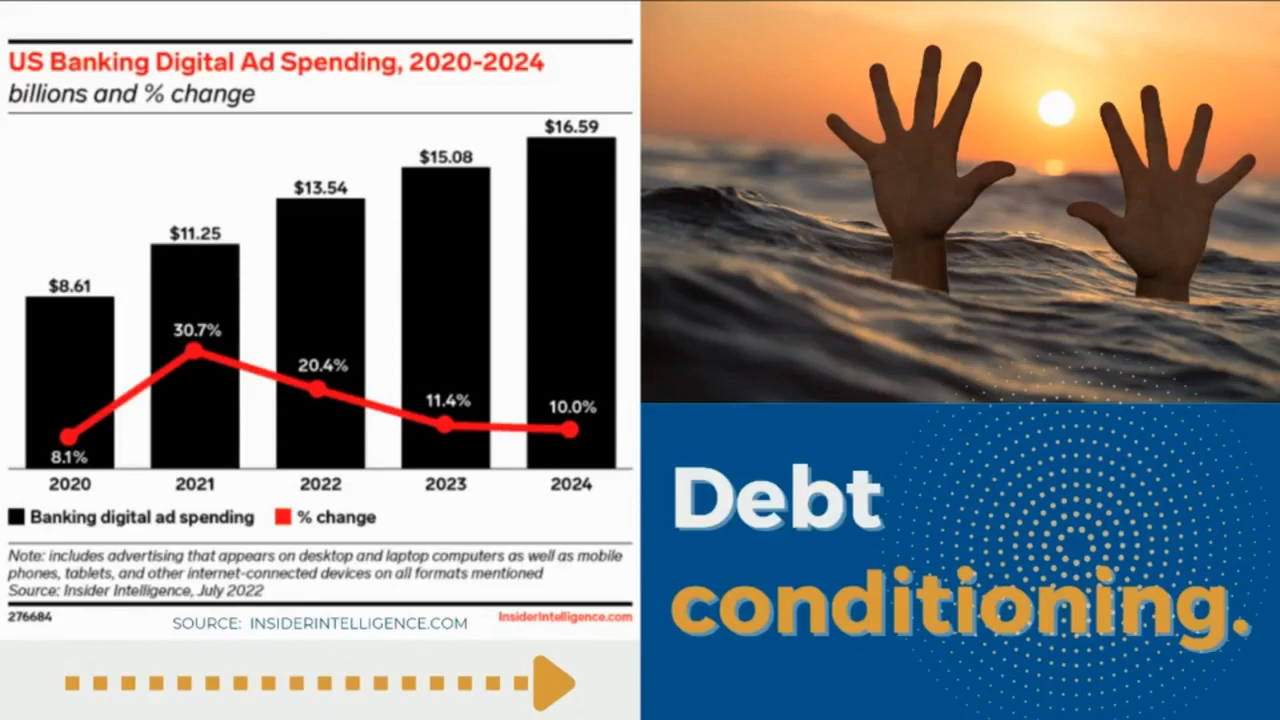 US Banking Digital Ad Spending, 2020-2024
billions and % change
$8.61
$11.25
$13.54
$15.08
$16.59
8.1%
30.7%
20.4%
11.4%
10.0%
2020 2021 2022 2023 2024
Banking digital ad spending % change
Note: includes advertising that appears on desktop and laptop computers as well as mobile
phones, tablets, and other internet-connected devices on all formats mentioned
Source: Insider Intelligence, July 2022
276684 InsiderIntelligence.com
SOURCE: INSIDERINTELLIGENCE.COM
Debt
conditioning.